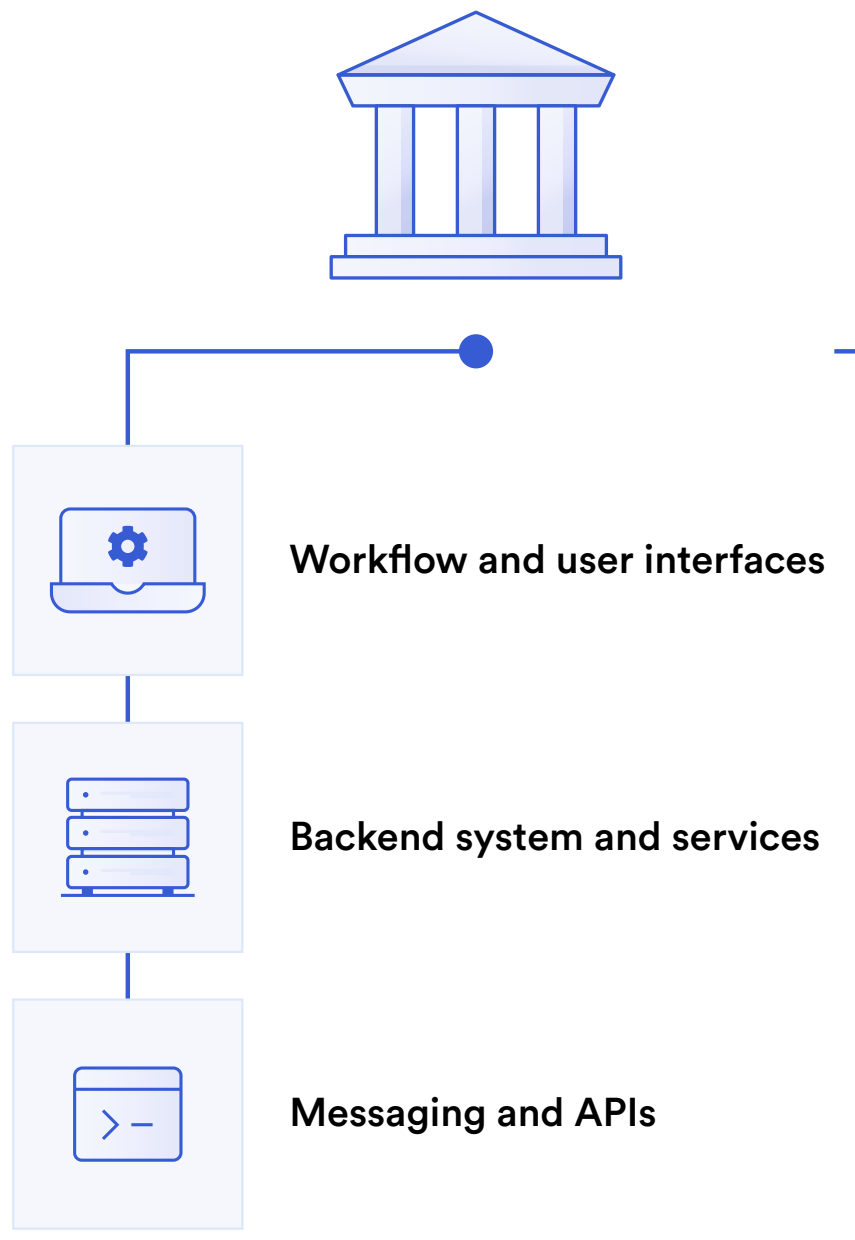 Workflow and user interfaces
Backend system and services
Messaging and APIs